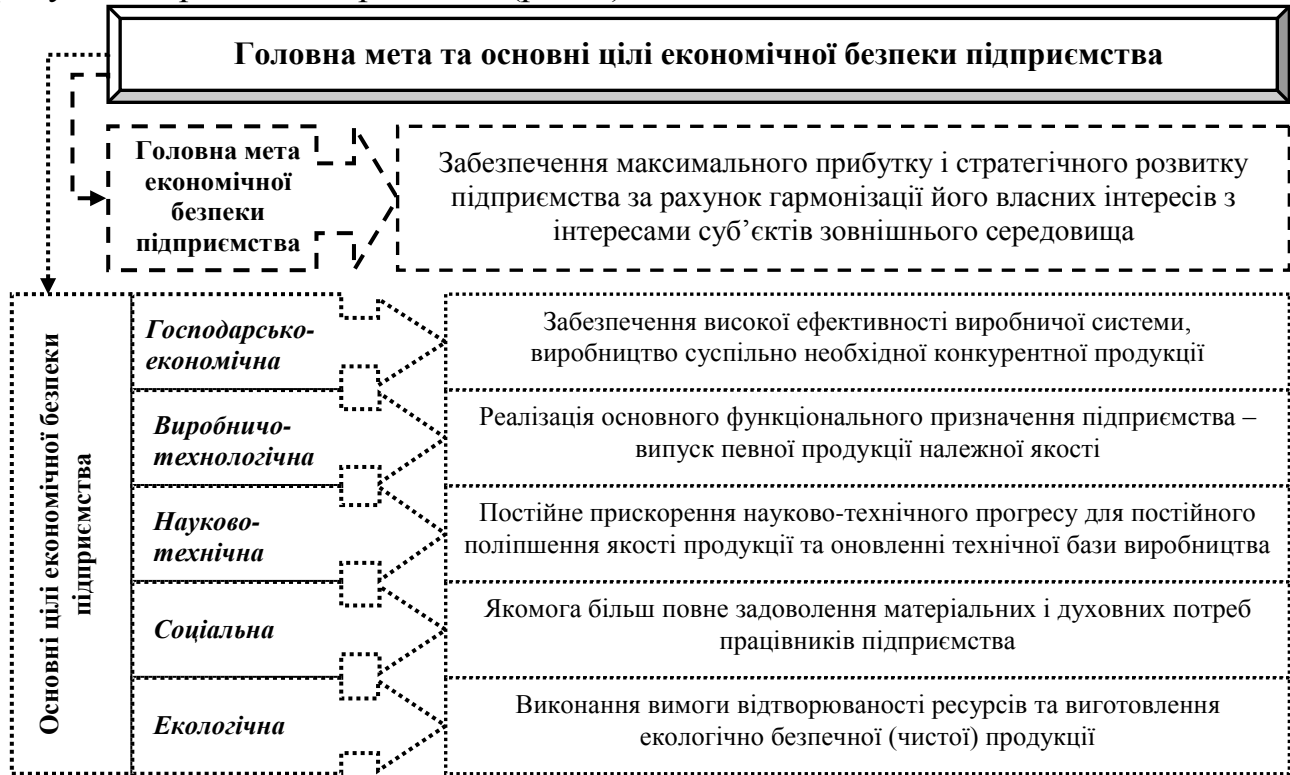 Головна мета та основні цілі економічної безпеки підприємства
Головна мета
економічної
безпеки
підприємства
Забезпечення максимального прибутку і стратегічного розвитку
підприємства за рахунок гармонізації його власних інтересів з
інтересами суб’єктів зовнішнього середовища
Основні цілі економічної безпеки
підприємства
Господарсько-
економічна
Забезпечення високої ефективності виробничої системи,
виробництво суспільно необхідної конкурентної продукції
Виробничо-
технологічна
Реалізація основного функціонального призначення підприємства –
випуск певної продукції належної якості
Науково-
технічна
Постійне прискорення науково-технічного прогресу для постійного
поліпшення якості продукції та оновленні технічної бази виробництва
Соціальна
Якомога більш повне задоволення матеріальних і духовних потреб
працівників підприємства
Екологічна
Виконання вимоги відтворюваності ресурсів та виготовлення
екологічно безпечної (чистої) продукції